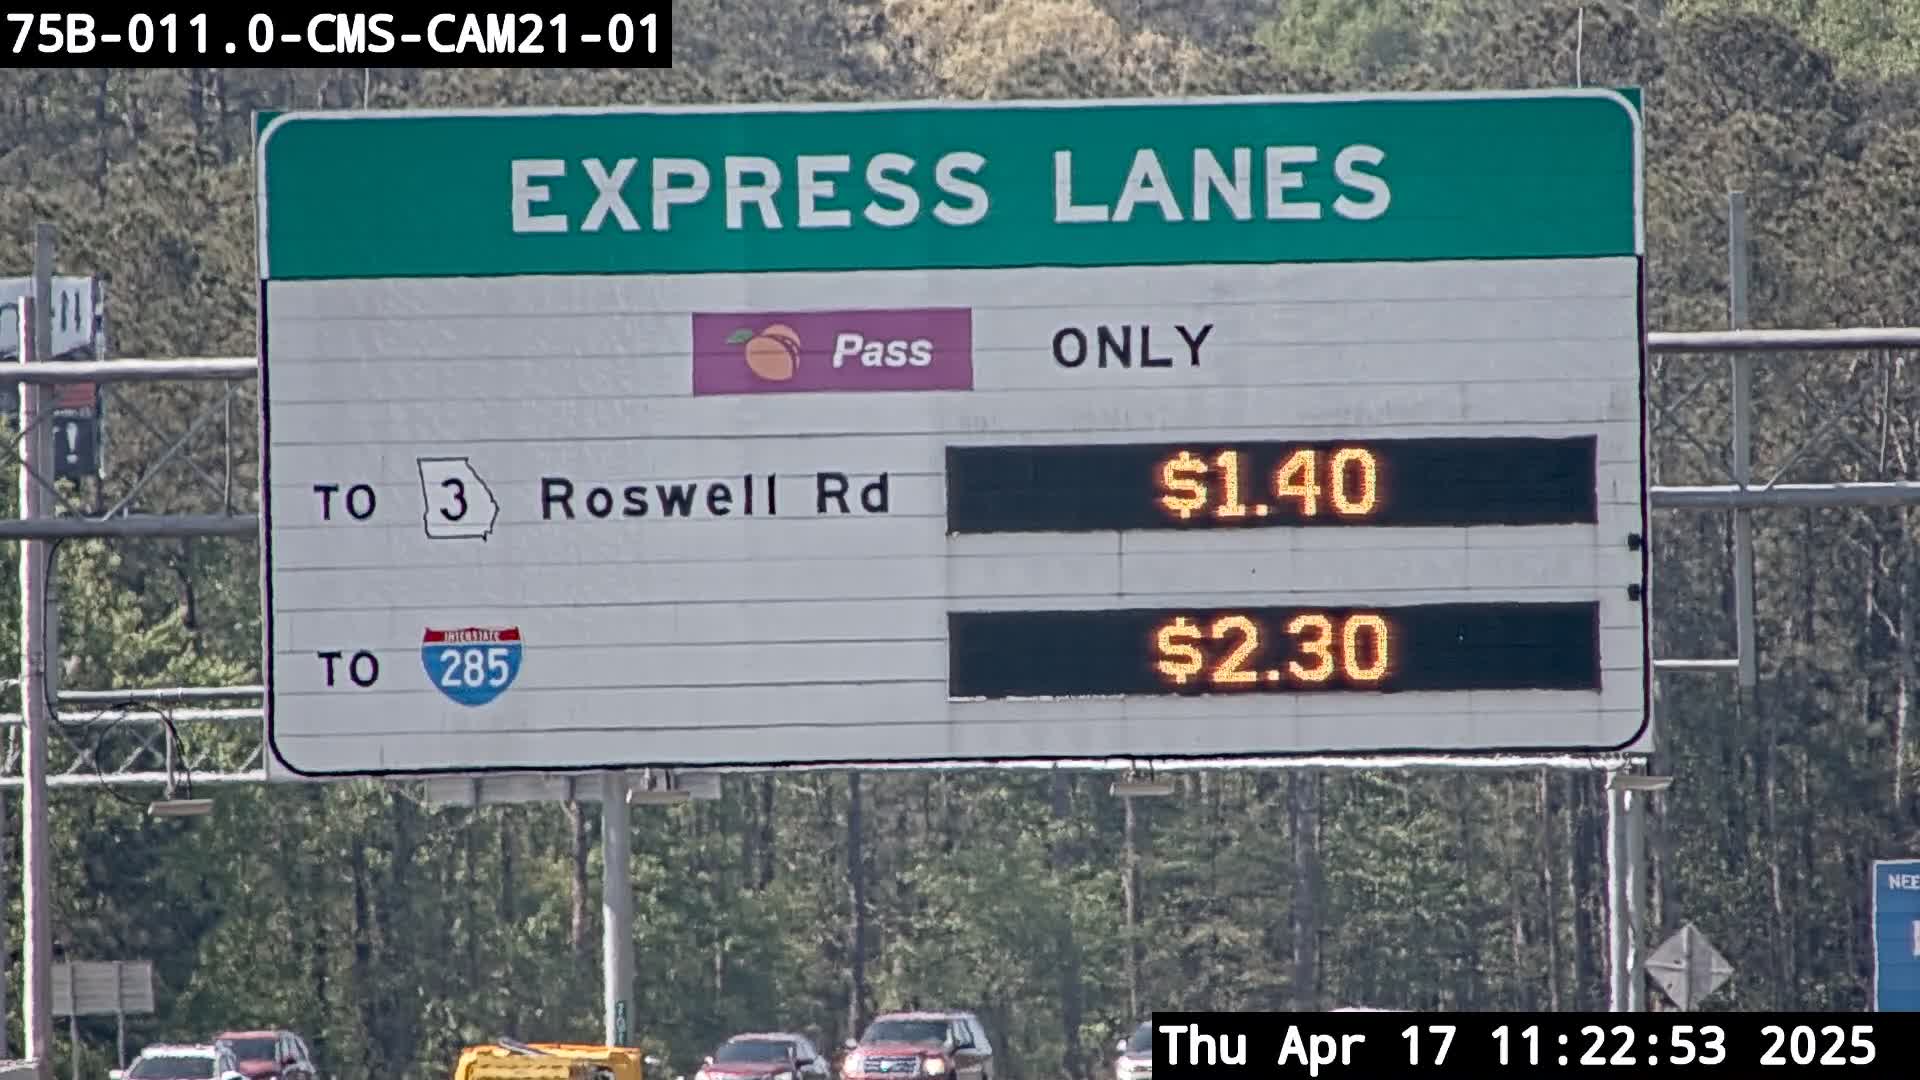 75B-011.0-CMS-CAM21-01
EXPRESS LANES
Pass ONLY
TO 3 Roswell Rd $1.40
INTERSTATE
TO 285 $2.30
NEE
Thu Apr 17 11:22:53 2025